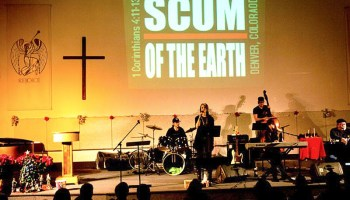 1 Corinthians 4:11-13
SCUM
OF THE EARTH
DENVER, COLORADO